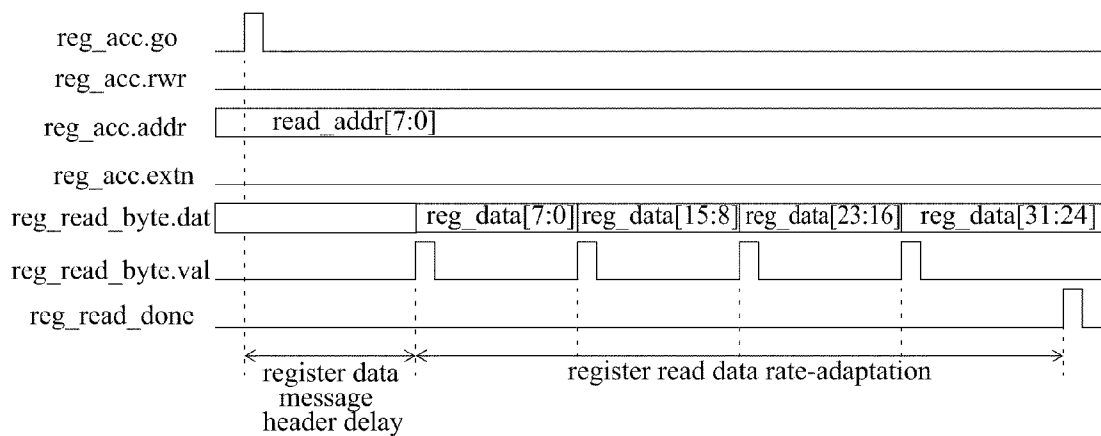 reg_acc.go
reg_acc.rwr
reg_acc.addr read_addr[7:0]
reg_acc.extn
reg_read_byte.dat reg_data[7:0] reg_data[15:8] reg_data[23:16] reg_data[31:24]
reg_read_byte.val
reg_read_done
register data
message
header delay
register read data rate-adaptation